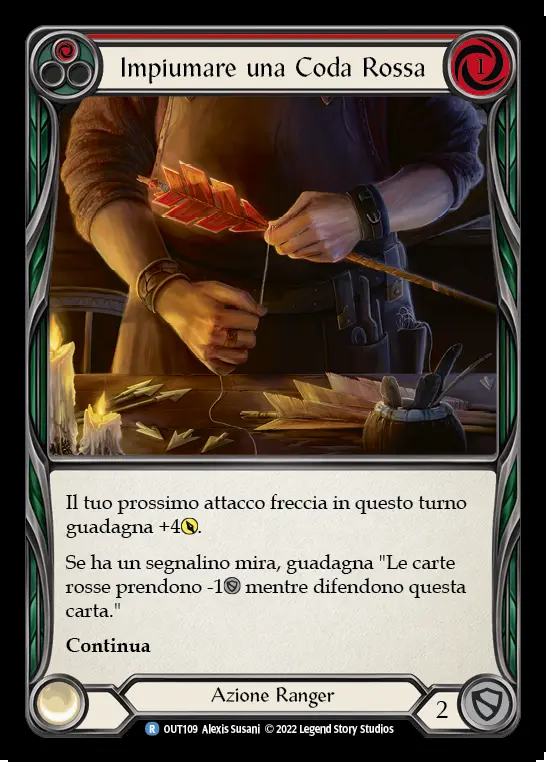 Impiumare una Coda Rossa
1
Il tuo prossimo attacco freccia in questo turno
guadagna +4.
Se ha un segnalino mira, guadagna "Le carte
rosse prendono -1 mentre difendono questa
carta."
Continua
Azione Ranger
2
R OUT109 Alexis Susani © 2022 Legend Story Studios